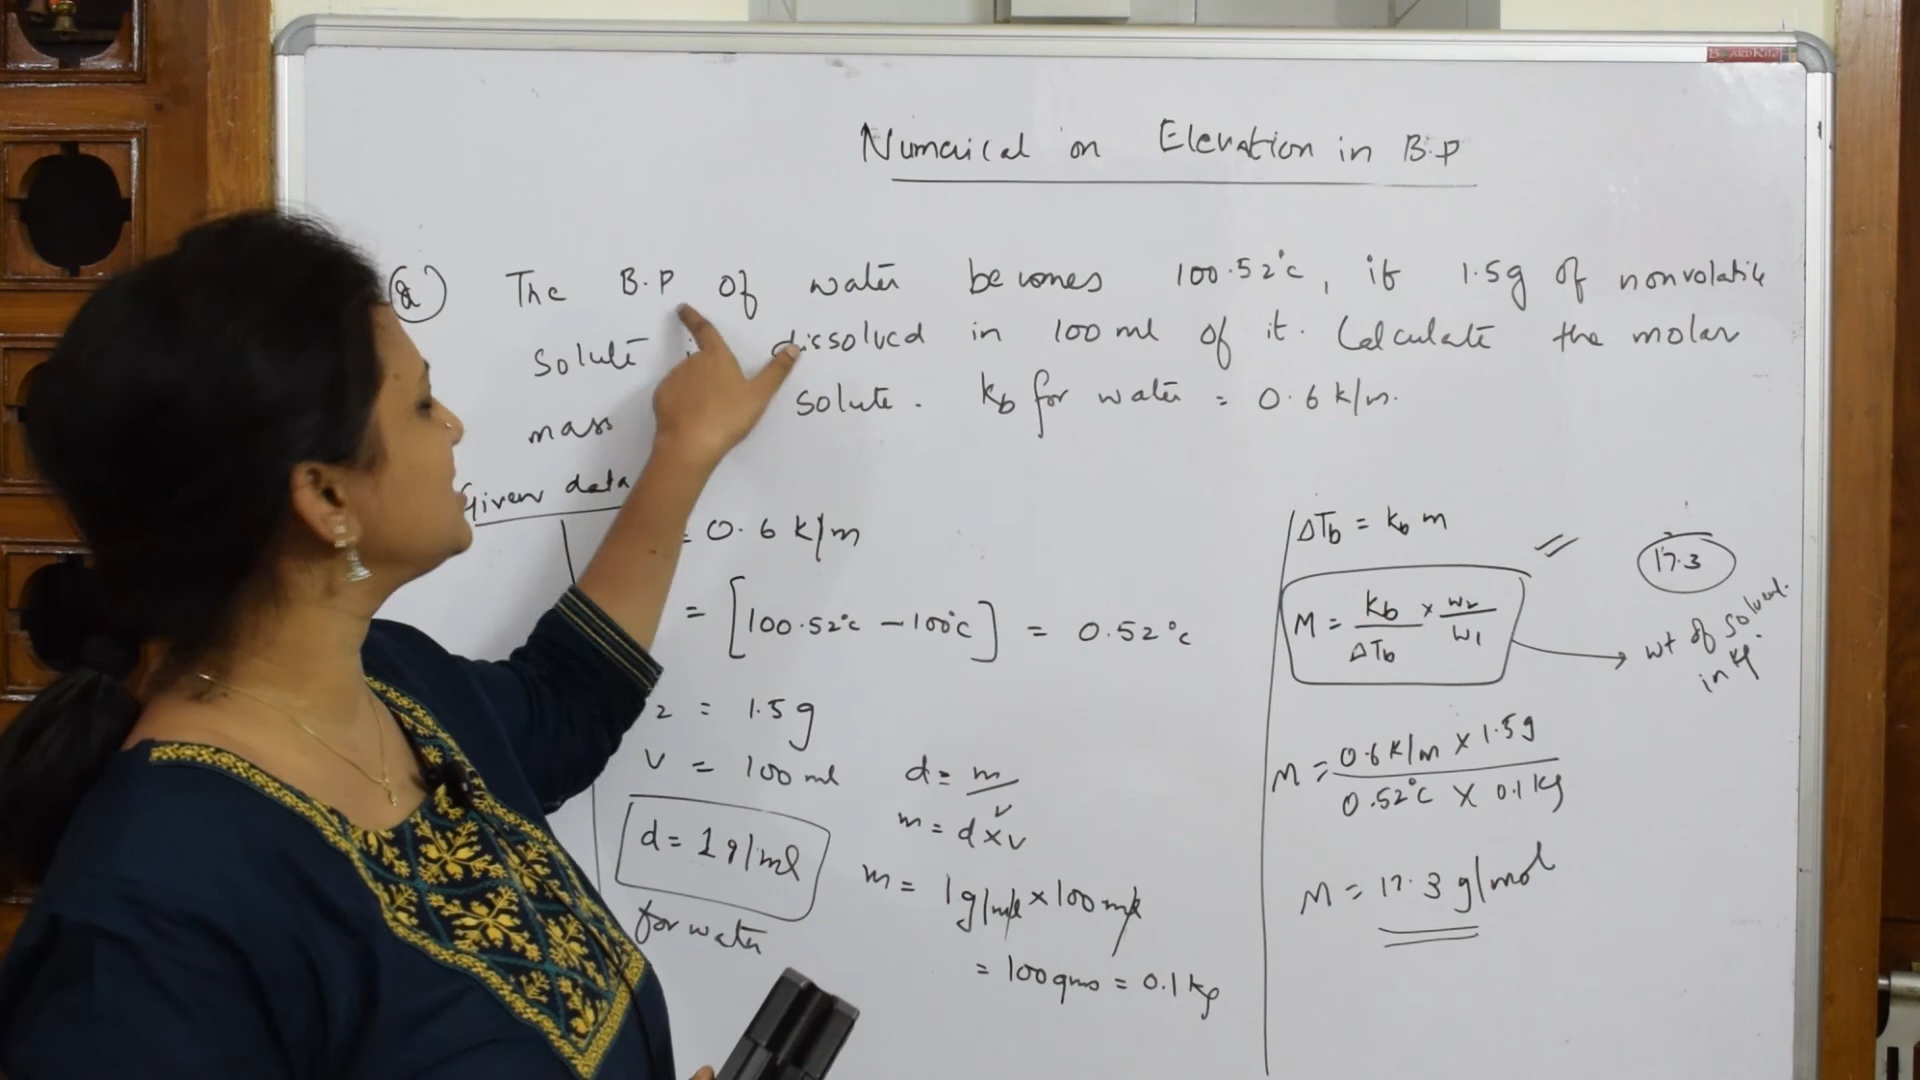 BOARDKITE
Numerical on Elevation in B.P
Q The B.P of water becomes 100.52°c, if 1.5g of nonvolatile
solute dissolved in 100 ml of it. Calculate the molar
mass solute. kb for water = 0.6 k/m.
Given data
= 0.6 k/m
= [100.52°c - 100°c] = 0.52°c
2 = 1.5g
V = 100 ml
d = 1g/ml
for water
d = m/v
m = d x v
m = 1g/ml x 100 ml
= 100 gms = 0.1 kg
ΔTb = kb m
M = kb/ΔTb x w2/w1
wt of solvent
in kg.
17.3
M = 0.6 k/m x 1.5g / 0.52°c x 0.1 kg
M = 17.3 g/mol